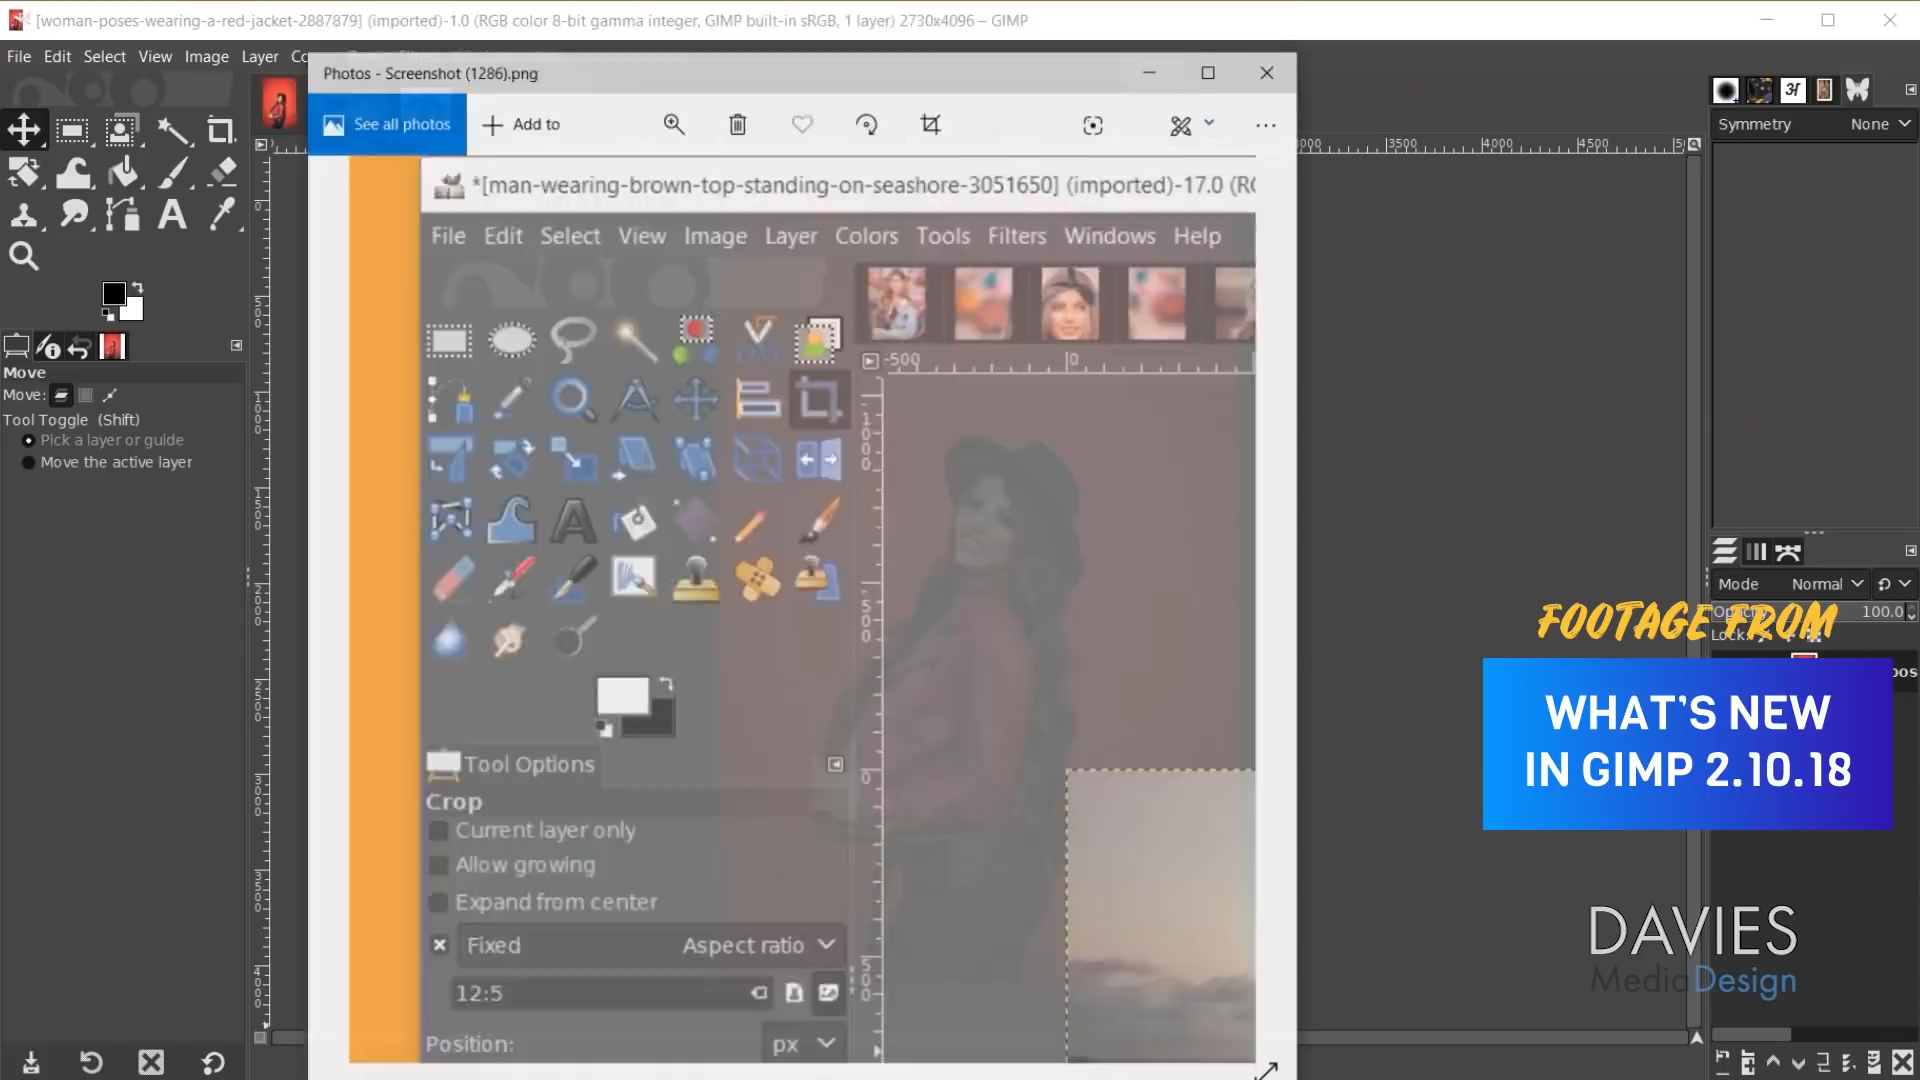 [woman-poses-wearing-a-red-jacket-2887879] (imported)-1.0 (RGB color 8-bit gamma integer, GIMP built-in sRGB, 1 layer) 2730x4096 – GIMP
File Edit Select View Image Layer Co
Photos - Screenshot (1286).png
See all photos
Add to
3500 4000 4500
Symmetry None
*[man-wearing-brown-top-standing-on-seashore-3051650] (imported)-17.0 (RG
File Edit Select View Image Layer Colors Tools Filters Windows Help
-500 0
Move
Move:
Tool Toggle (Shift)
Pick a layer or guide
Move the active layer
Mode Normal
Opacity 100.0
Lock:
FOOTAGE FROM
WHAT'S NEW
IN GIMP 2.10.18
Tool Options
Crop
Current layer only
Allow growing
Expand from center
Fixed Aspect ratio
12:5
Position: px
DAVIES
MediaDesign